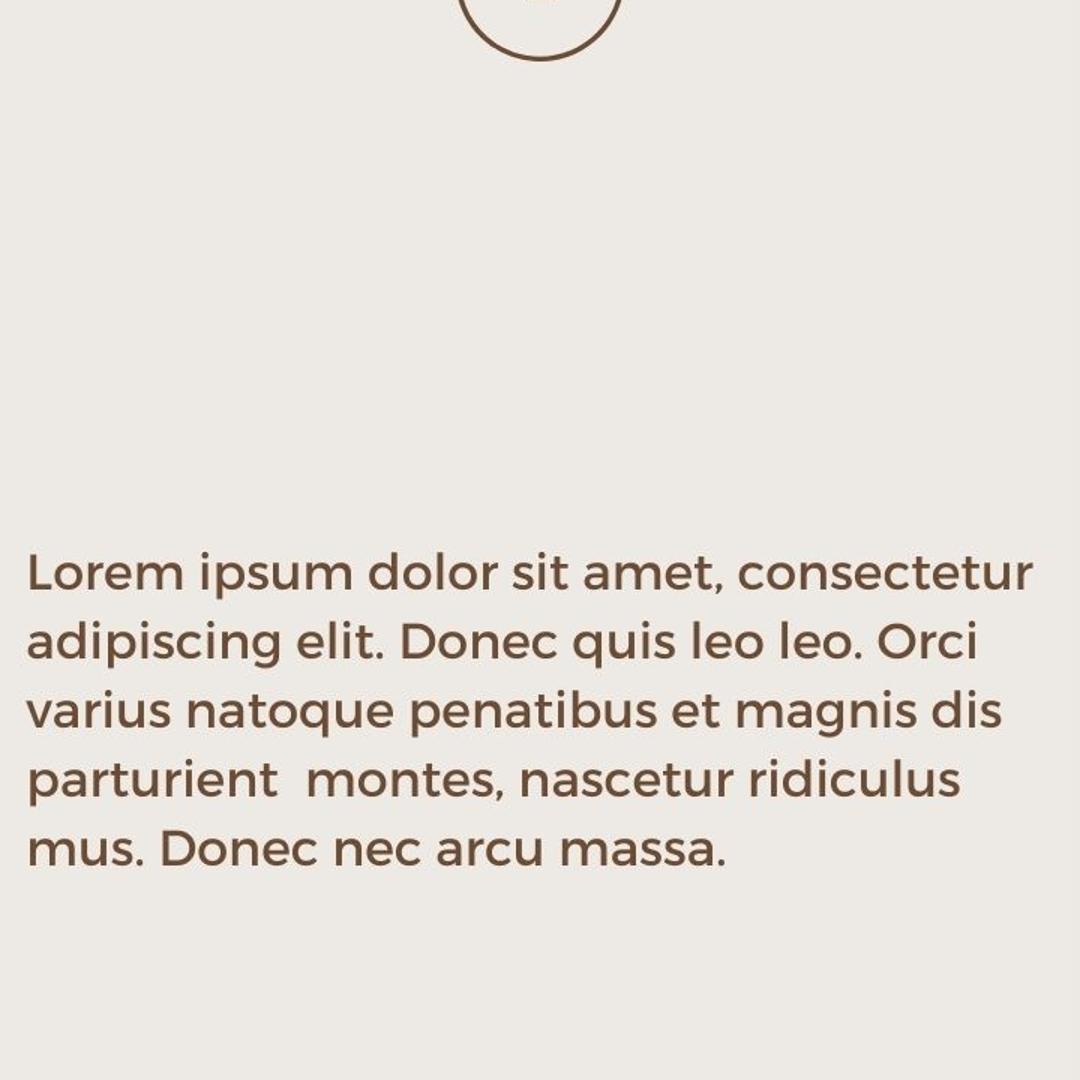 Lorem ipsum dolor sit amet, consectetur
adipiscing elit. Donec quis leo leo. Orci
varius natoque penatibus et magnis dis
parturient  montes, nascetur ridiculus
mus. Donec nec arcu massa.